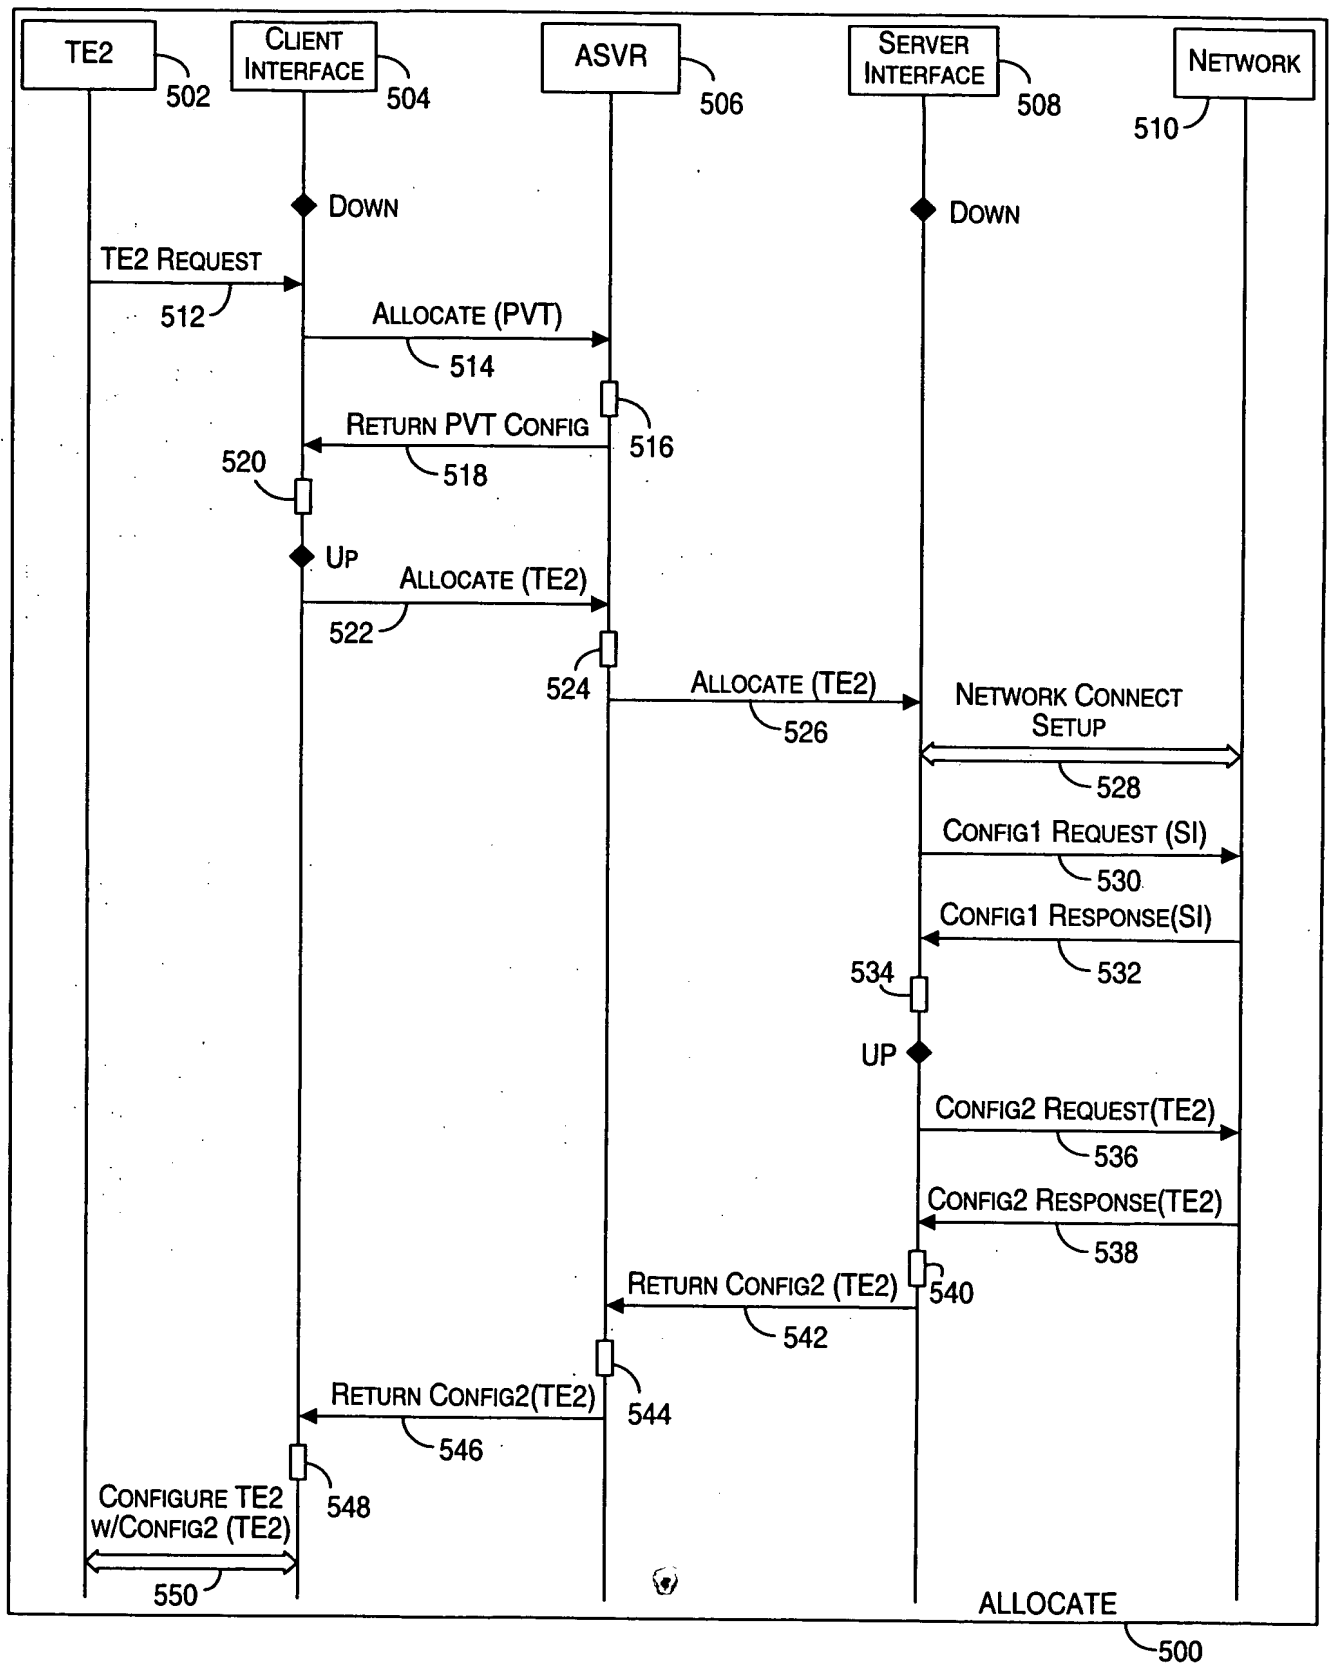 TE2
CLIENT
INTERFACE
ASVR
SERVER
INTERFACE
NETWORK
502
504
506
508
510
DOWN
DOWN
TE2 REQUEST
512
ALLOCATE (PVT)
514
516
RETURN PVT CONFIG
518
520
UP
ALLOCATE (TE2)
522
524
ALLOCATE (TE2)
526
NETWORK CONNECT
SETUP
528
CONFIG1 REQUEST (SI)
530
CONFIG1 RESPONSE(SI)
532
534
UP
CONFIG2 REQUEST(TE2)
536
CONFIG2 RESPONSE(TE2)
538
540
RETURN CONFIG2 (TE2)
542
544
RETURN CONFIG2(TE2)
546
548
CONFIGURE TE2
W/CONFIG2 (TE2)
550
ALLOCATE
500